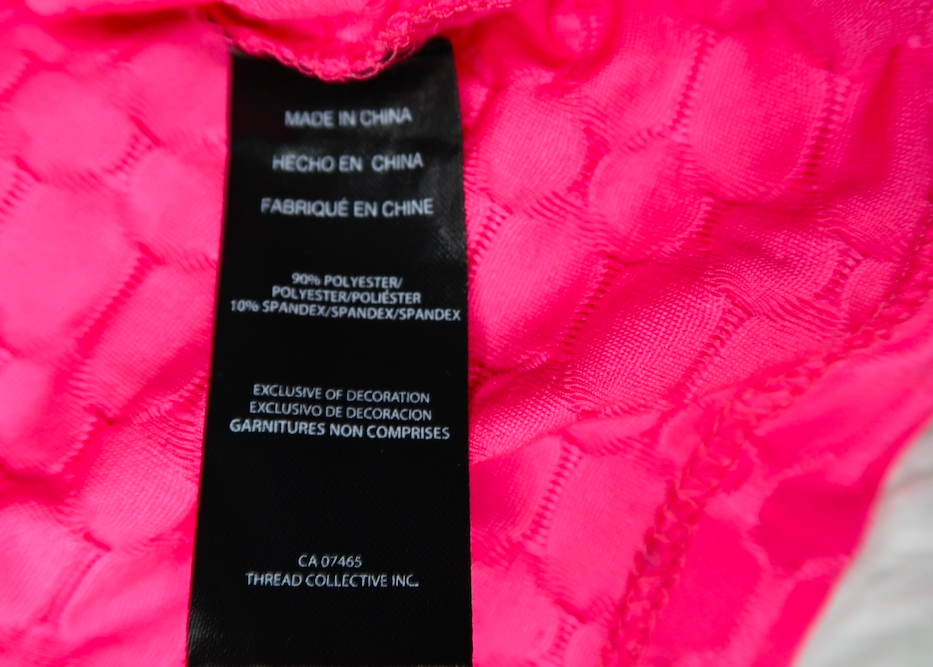 MADE IN CHINA
HECHO EN CHINA
FABRIQUÉ EN CHINE
90% POLYESTER/
POLYESTER/POLIÉSTER
10% SPANDEX/SPANDEX/SPANDEX
EXCLUSIVE OF DECORATION
EXCLUSIVO DE DECORACION
GARNITURES NON COMPRISES
CA 07465
THREAD COLLECTIVE INC.